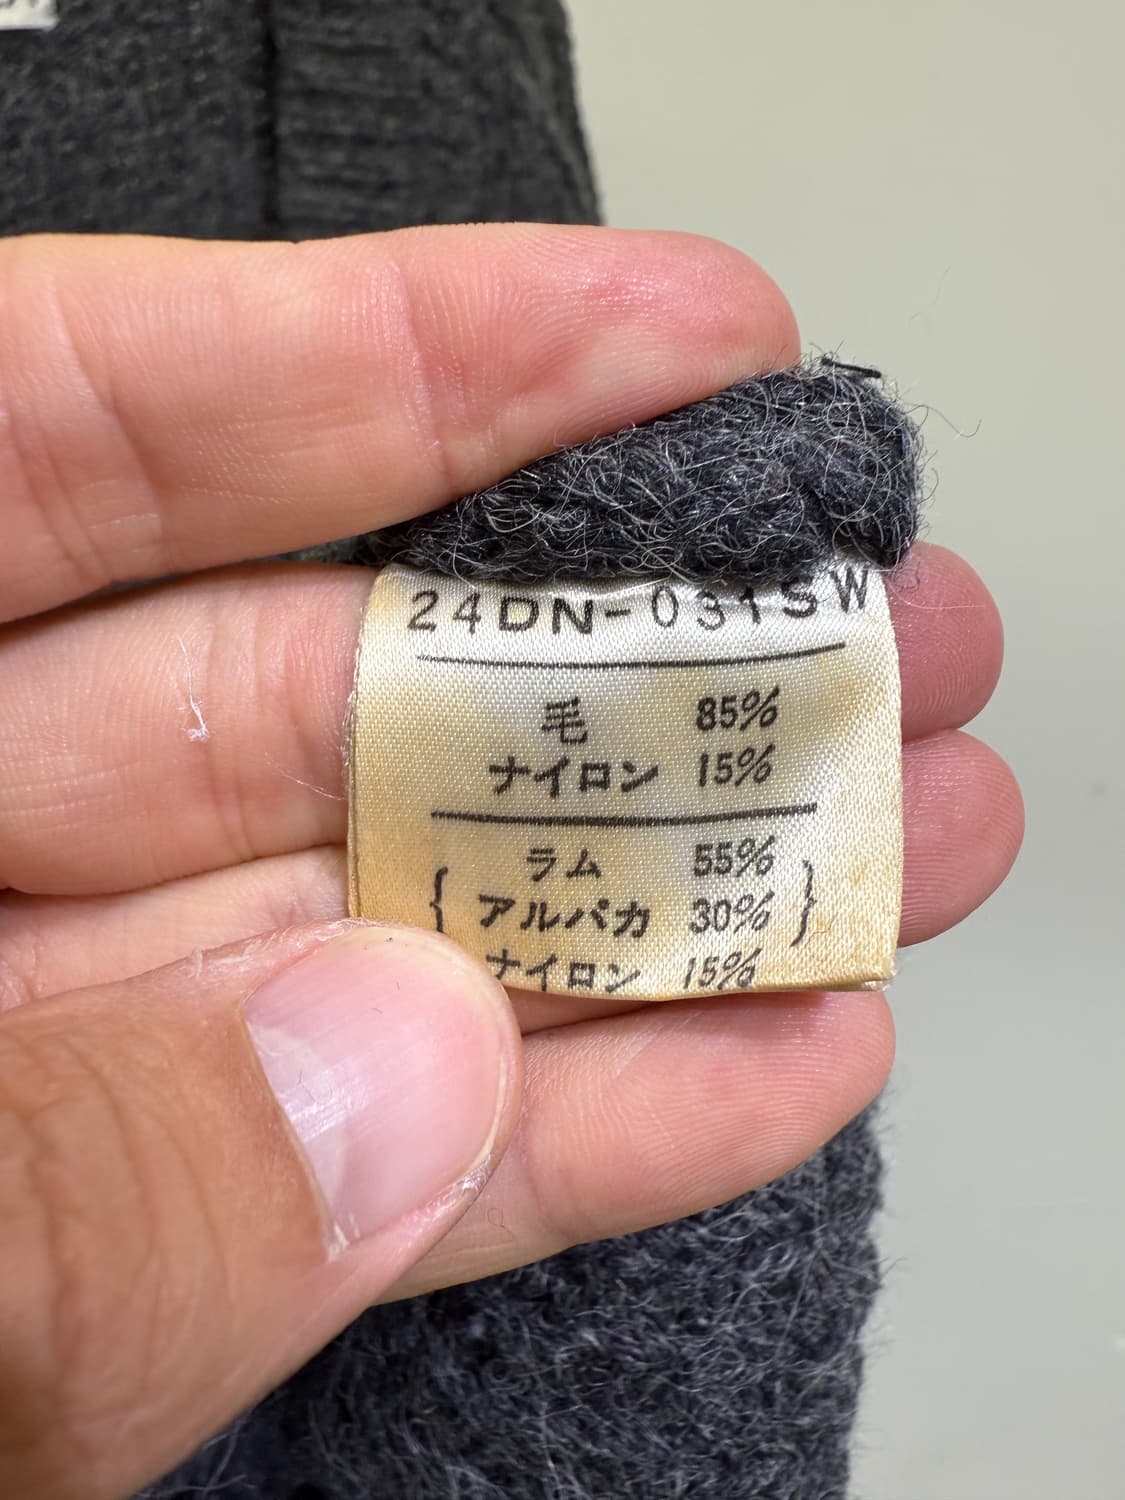 24DN-031SW
毛 85%
ナイロン 15%
ラム 55%
{ アルパカ 30% }
ナイロン 15%